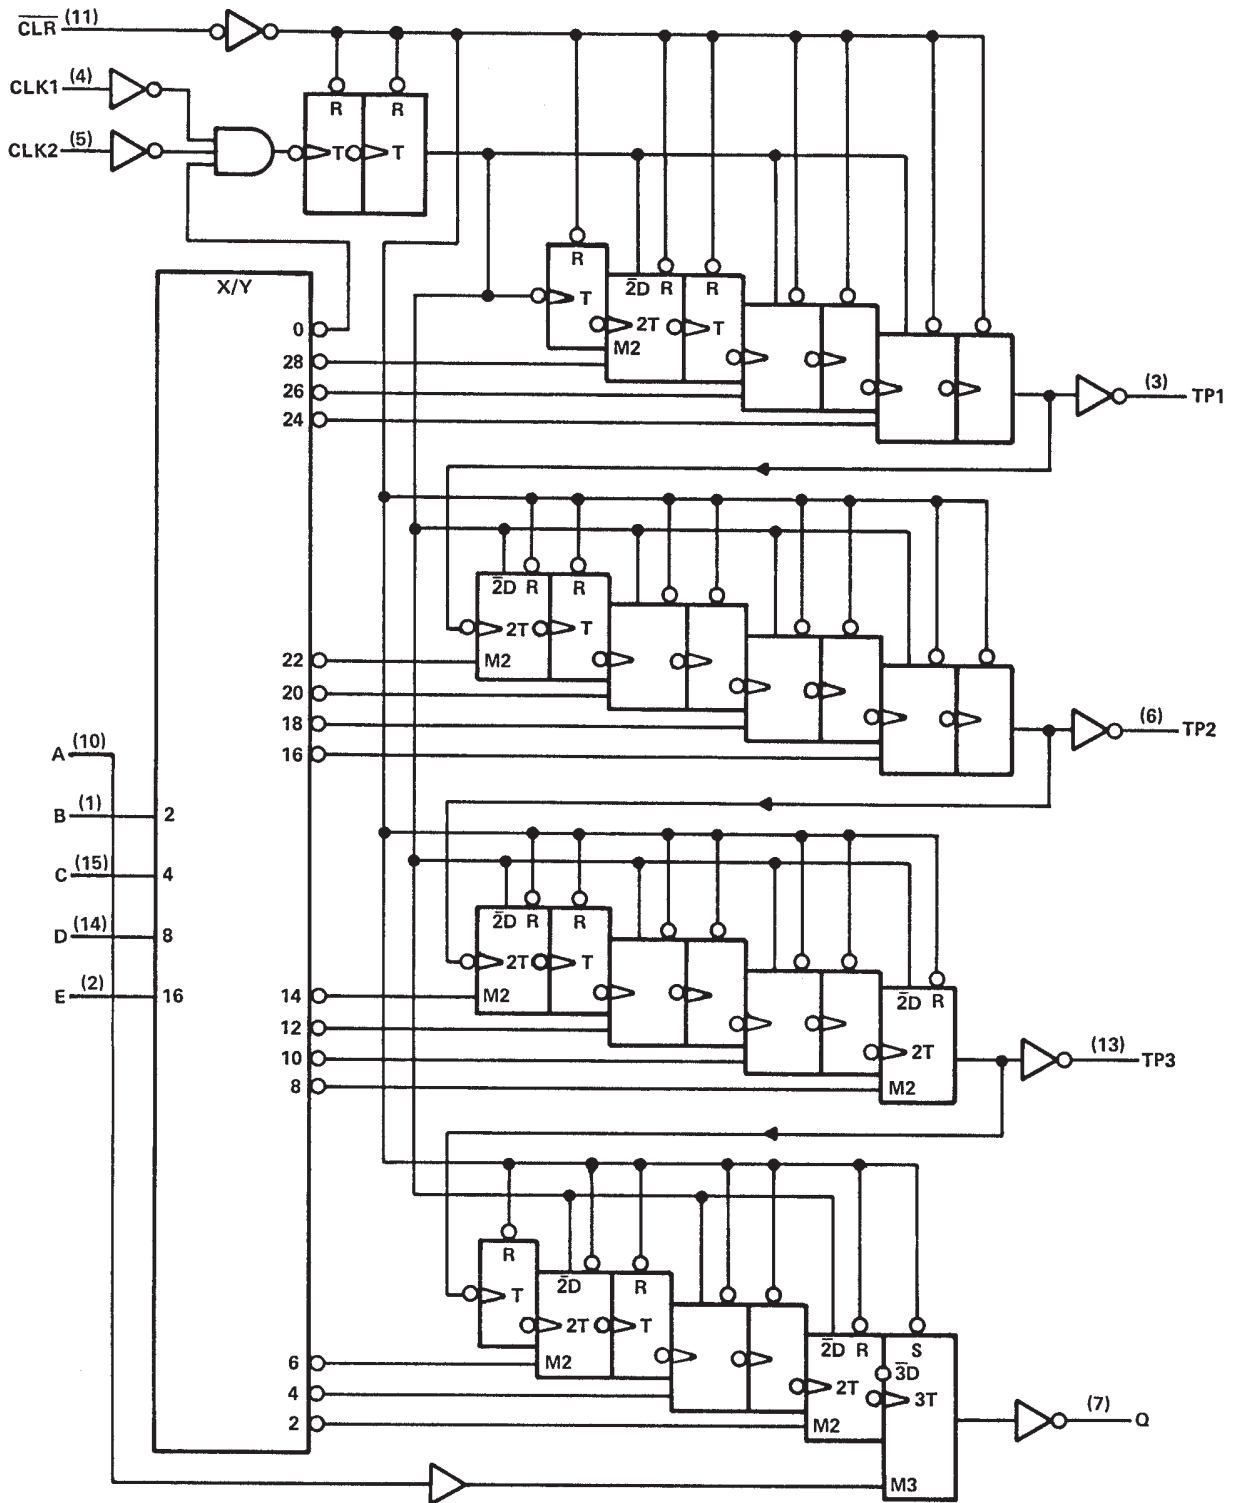 CLR (11)
CLK1 (4)
CLK2 (5)
R R
T T
X/Y
R
T
2D R R
2T T
M2
0
28
26
24
(3) TP1
2D R R
2T T
M2
22
20
18
16
(6) TP2
A (10)
B (1) 2
C (15) 4
D (14) 8
E (2) 16
2D R R
2T T
M2
14
12
10
8
2D R
2T
M2
(13) TP3
R
T
2D R
2T T
M2
6
4
2
2D R
2T
M2
S
3D
3T
M3
(7) Q